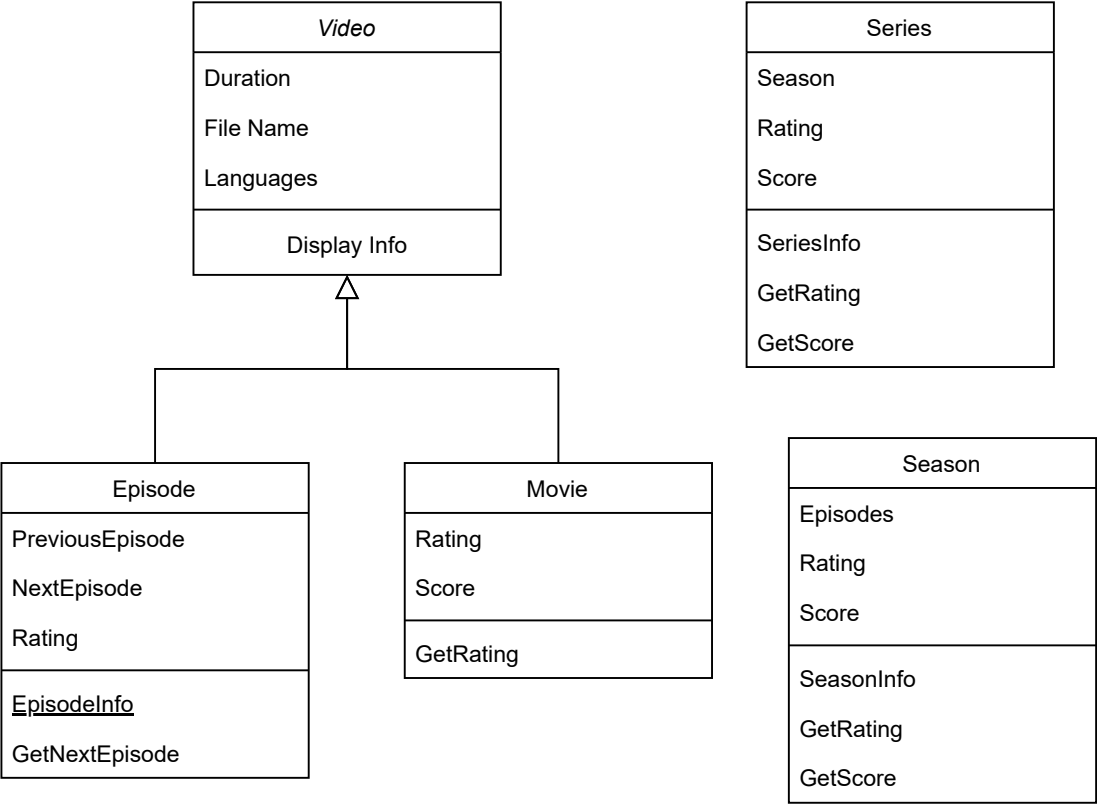 Video
Duration
File Name
Languages
Display Info
Series
Season
Rating
Score
SeriesInfo
GetRating
GetScore
Episode
PreviousEpisode
NextEpisode
Rating
EpisodeInfo
GetNextEpisode
Movie
Rating
Score
GetRating
Season
Episodes
Rating
Score
SeasonInfo
GetRating
GetScore